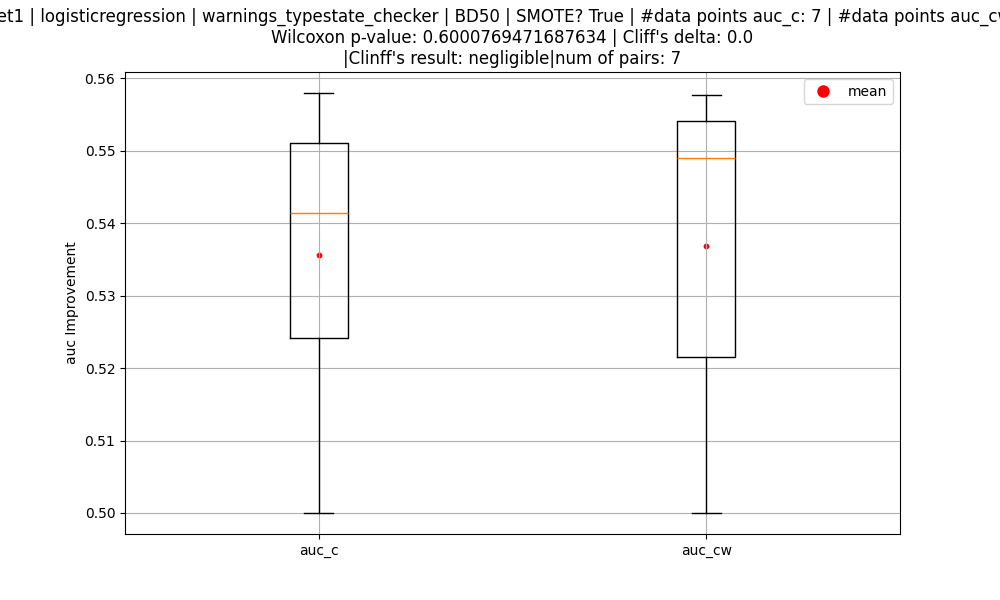 et1 | logisticregression | warnings_typestate_checker | BD50 | SMOTE? True | #data points auc_c: 7 | #data points auc_c
Wilcoxon p-value: 0.6000769471687634 | Cliff's delta: 0.0
|Clinff's result: negligible|num of pairs: 7
mean
0.56
0.55
0.54
0.53
0.52
0.51
0.50
auc Improvement
auc_c
auc_cw